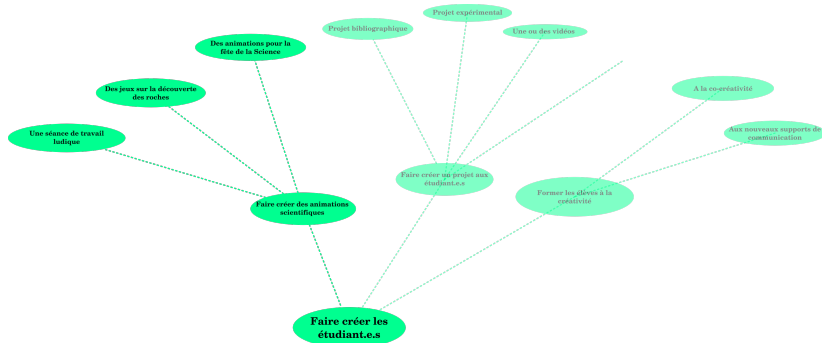 Projet expérimental
Projet bibliographique
Une ou des vidéos
Des animations pour la
fête de la Science
Des jeux sur la découverte
des roches
A la co-créativité
Une séance de travail
ludique
Aux nouveaux supports de
communication
Faire créer un projet aux
étudiant.e.s
Former les élèves à la
créativité
Faire créer des animations
scientifiques
Faire créer les
étudiant.e.s